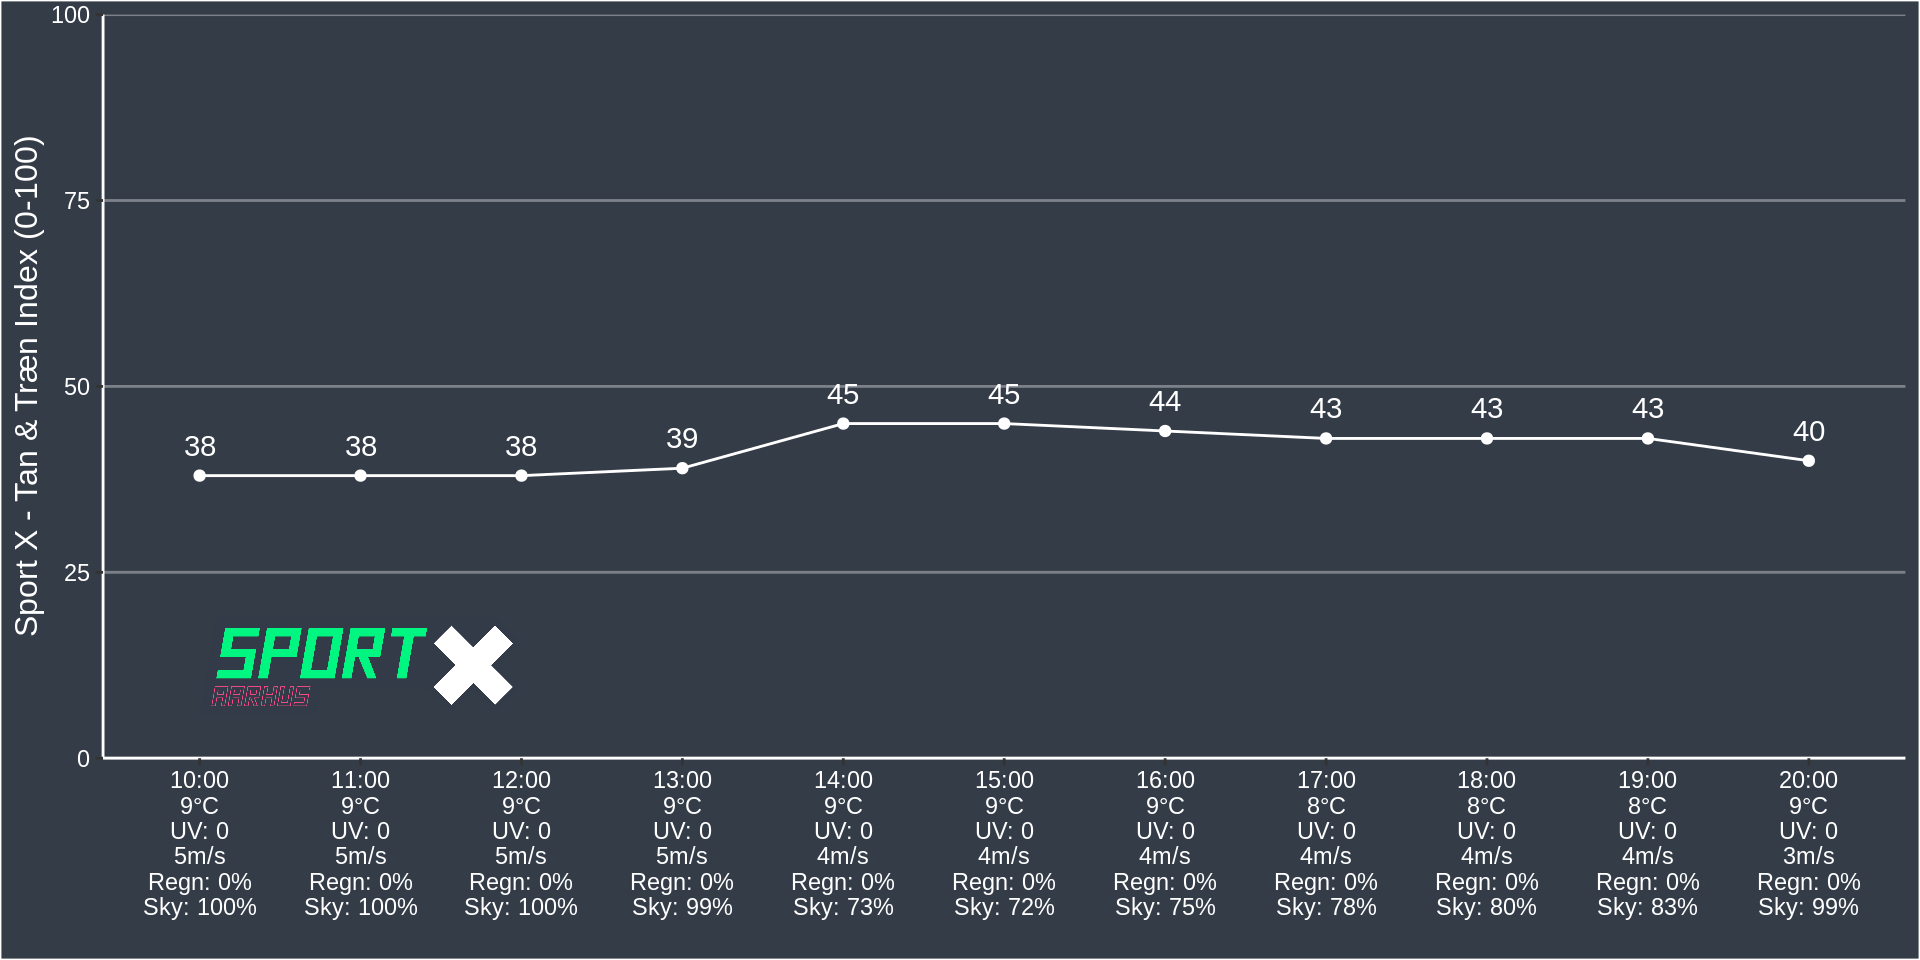 Sport X - Tan & Træn Index (0-100)
100
75
50
25
0
38
38
38
39
45
45
44
43
43
43
40
SPORT X
AARHUS
10:00
9°C
UV: 0
5m/s
Regn: 0%
Sky: 100%
11:00
9°C
UV: 0
5m/s
Regn: 0%
Sky: 100%
12:00
9°C
UV: 0
5m/s
Regn: 0%
Sky: 100%
13:00
9°C
UV: 0
5m/s
Regn: 0%
Sky: 99%
14:00
9°C
UV: 0
4m/s
Regn: 0%
Sky: 73%
15:00
9°C
UV: 0
4m/s
Regn: 0%
Sky: 72%
16:00
9°C
UV: 0
4m/s
Regn: 0%
Sky: 75%
17:00
8°C
UV: 0
4m/s
Regn: 0%
Sky: 78%
18:00
8°C
UV: 0
4m/s
Regn: 0%
Sky: 80%
19:00
8°C
UV: 0
4m/s
Regn: 0%
Sky: 83%
20:00
9°C
UV: 0
3m/s
Regn: 0%
Sky: 99%